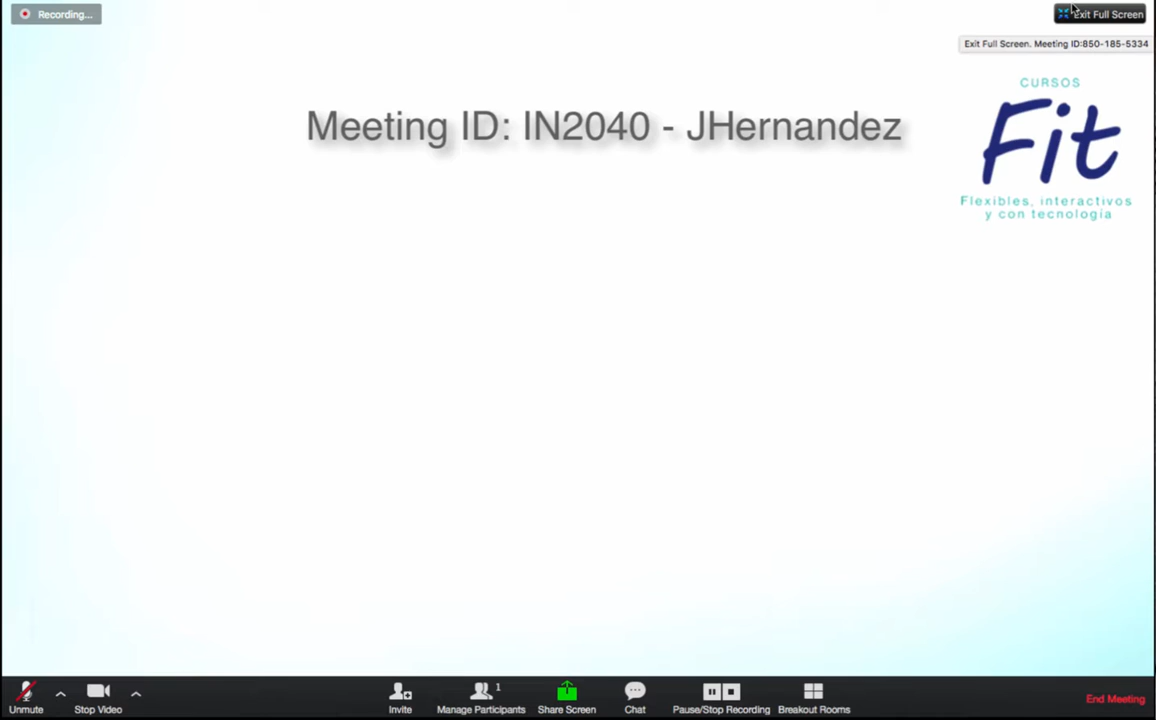 Recording...
Exit Full Screen
Exit Full Screen. Meeting ID:850-185-5334
CURSOS
Fit
Flexibles, interactivos
y con tecnología
Meeting ID: IN2040 - JHernandez
Unmute
Stop Video
Invite
1
Manage Participants
Share Screen
Chat
Pause/Stop Recording
Breakout Rooms
End Meeting